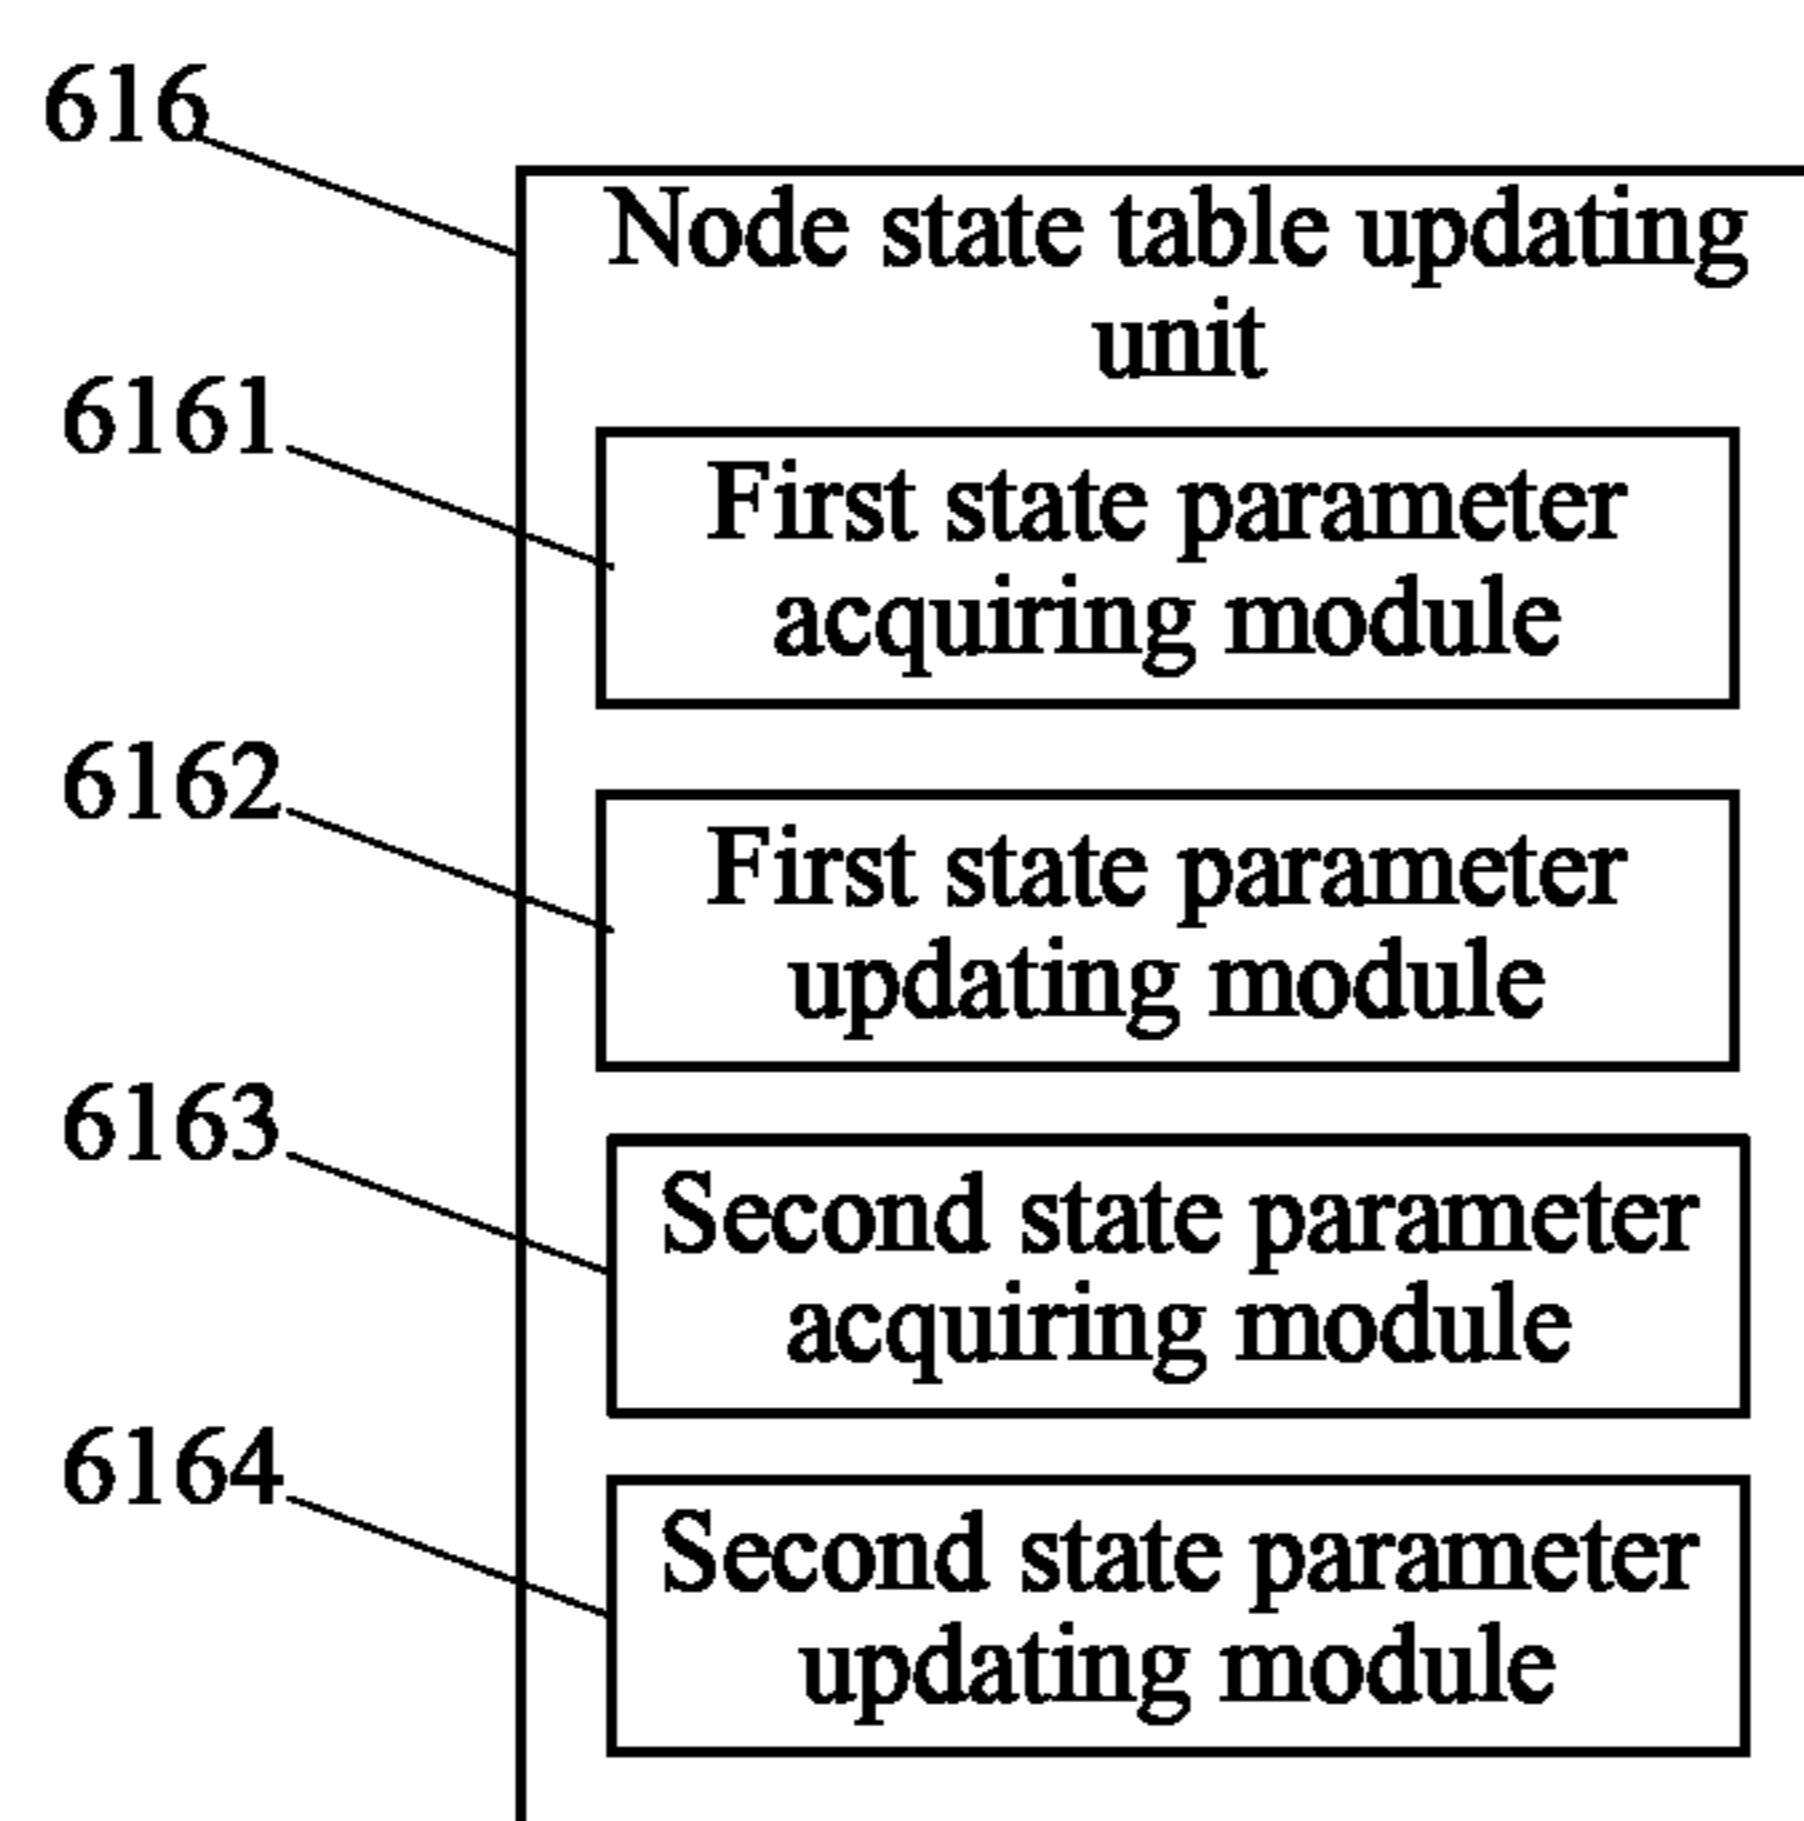 616
Node state table updating
unit
6161
First state parameter
acquiring module
6162
First state parameter
updating module
6163
Second state parameter
acquiring module
6164
Second state parameter
updating module